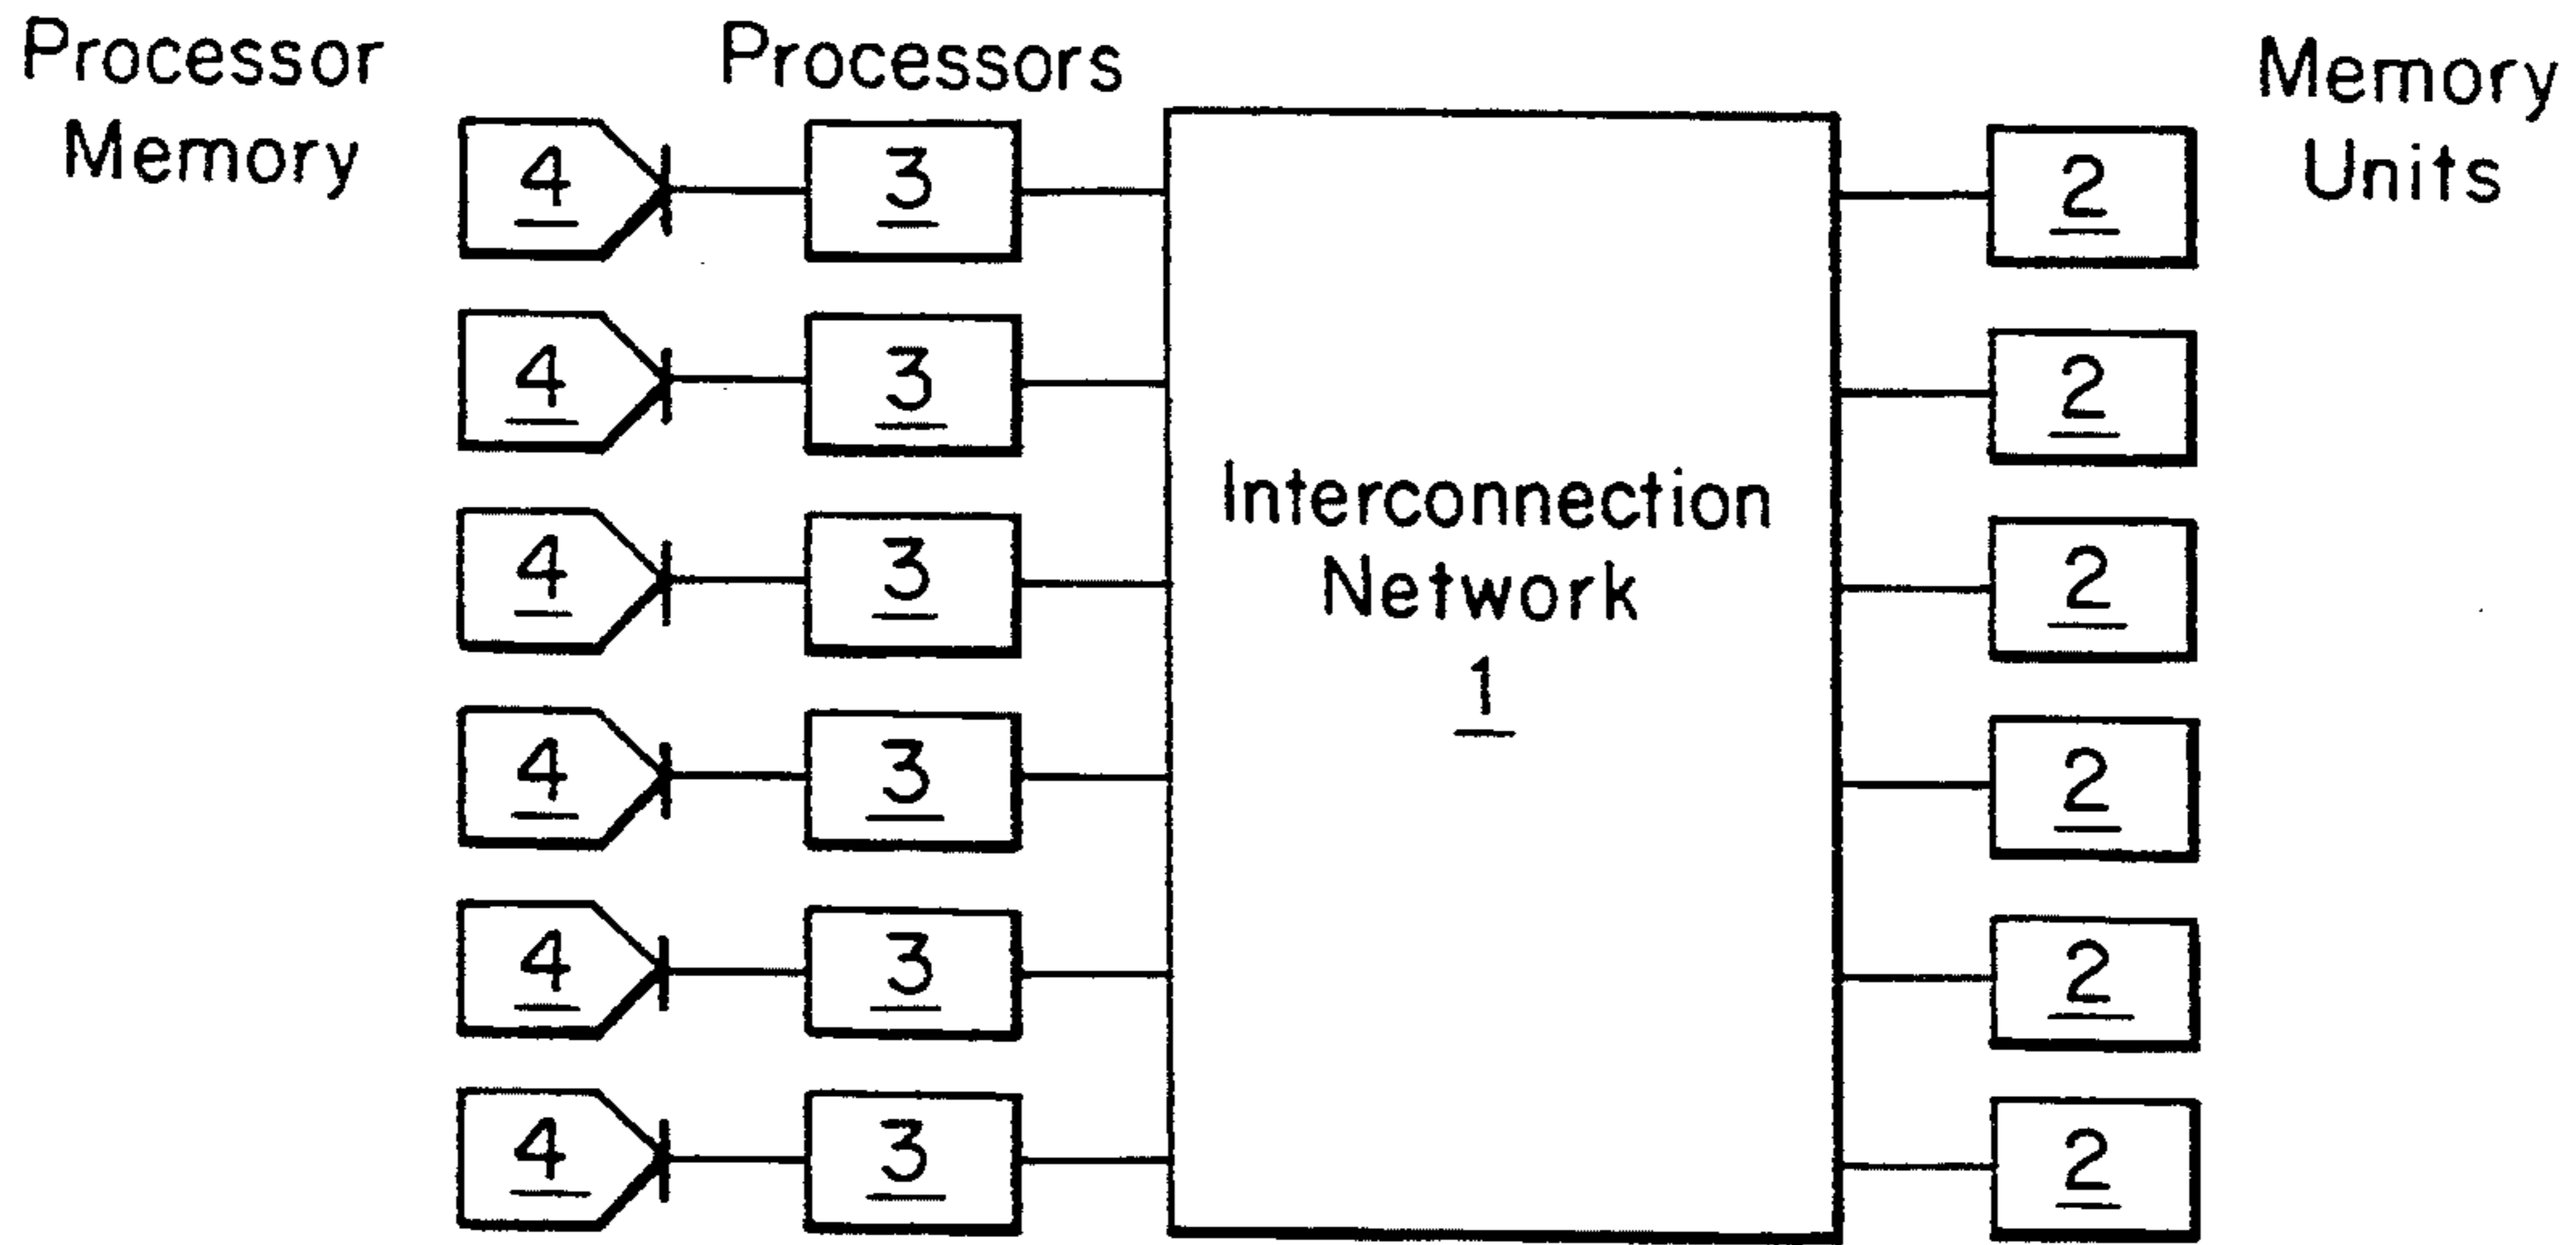 Processor
Memory
Processors
Memory
Units
4 3 2
4 3 2
Interconnection
Network
1
4 3 2
4 3 2
4 3 2
4 3 2